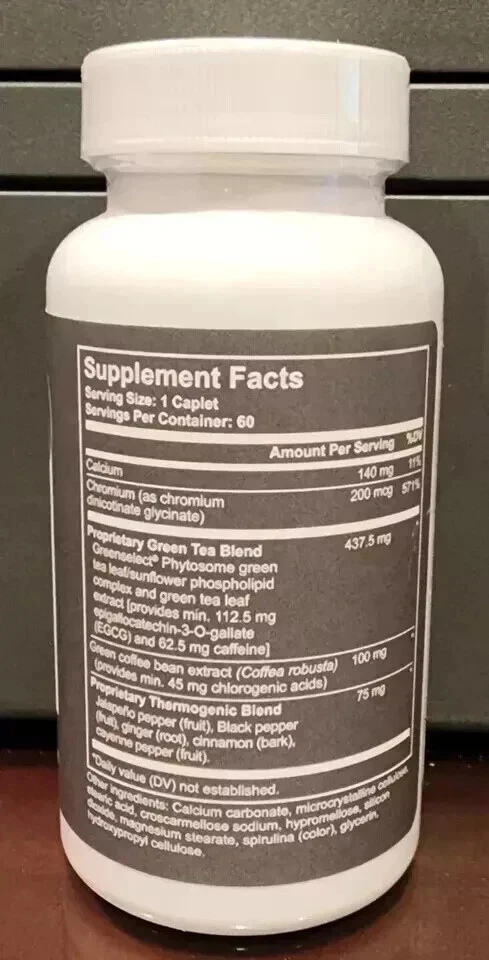 Supplement Facts
Serving Size: 1 Caplet
Servings Per Container: 60
Amount Per Serving %DV
Calcium 140 mg 11%
Chromium (as chromium 200 mcg 571%
dinicotinate glycinate)
Proprietary Green Tea Blend 437.5 mg *
Greenselect® Phytosome green
tea leaf/sunflower phospholipid
complex and green tea leaf
extract [provides min. 112.5 mg
epigallocatechin-3-O-gallate
(EGCG) and 62.5 mg caffeine]
Green coffee bean extract (Coffea robusta) 100 mg *
(provides min. 45 mg chlorogenic acids)
Proprietary Thermogenic Blend 75 mg *
Jalapeño pepper (fruit), Black pepper
(fruit), ginger (root), cinnamon (bark),
cayenne pepper (fruit).
*Daily value (DV) not established.
Other ingredients: Calcium carbonate, microcrystalline cellulose,
stearic acid, croscarmellose sodium, hypromellose, silicon
dioxide, magnesium stearate, spirulina (color), glycerin,
hydroxypropyl cellulose.